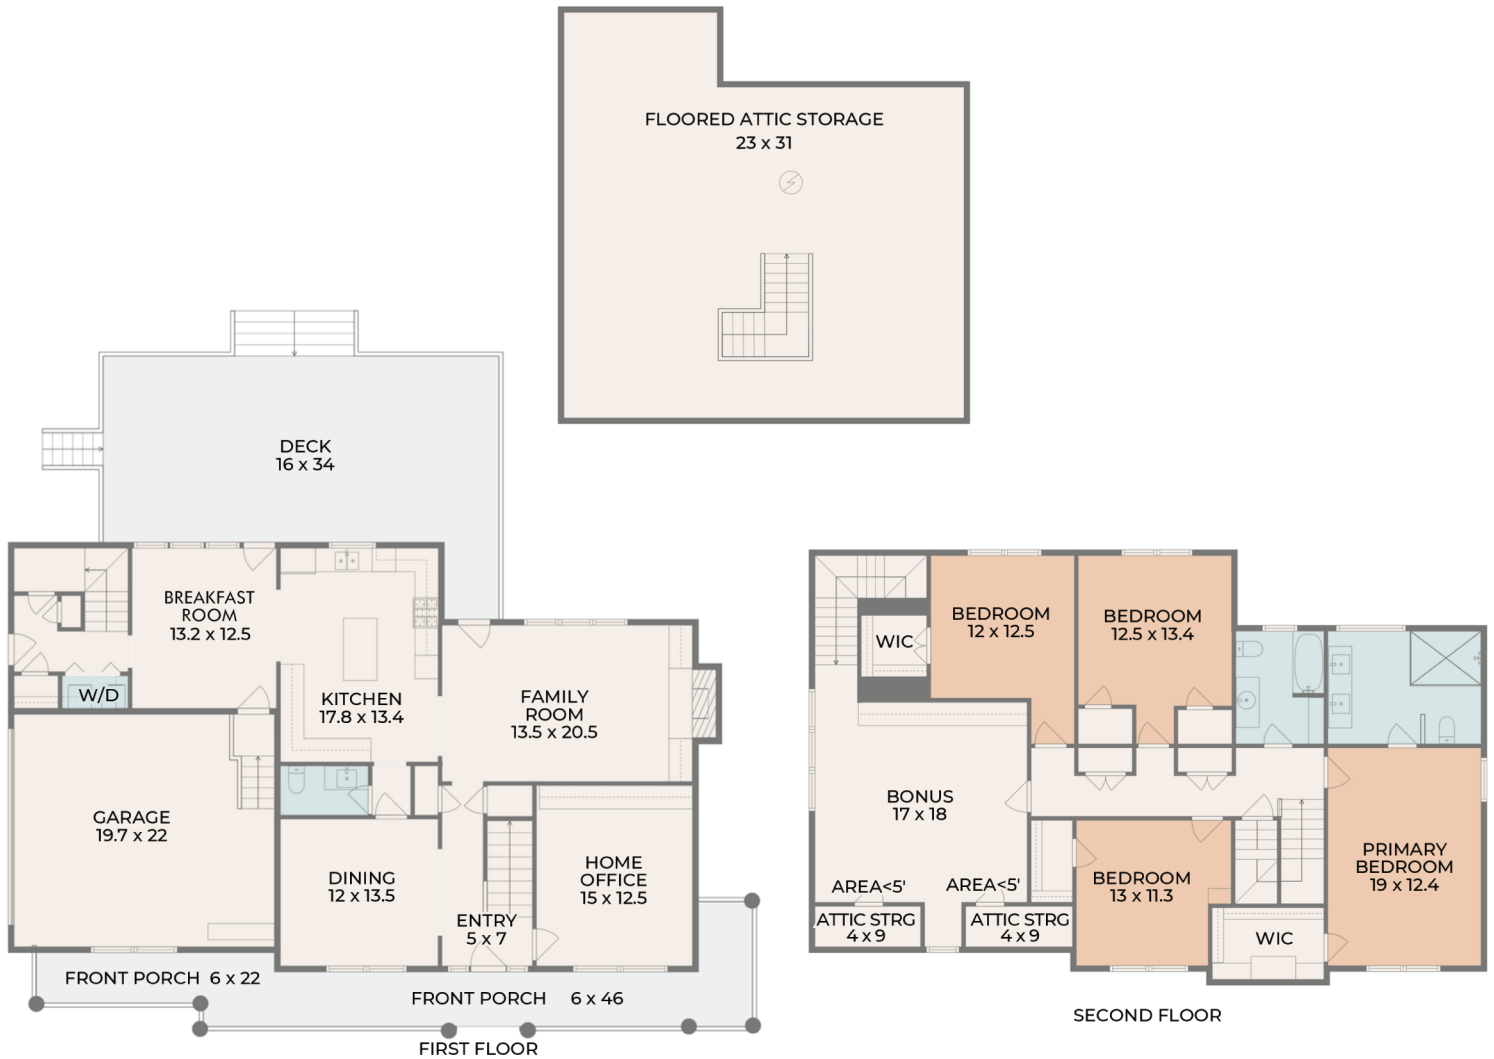 FLOORED ATTIC STORAGE
23 x 31
DECK
16 x 34
BREAKFAST
ROOM
13.2 x 12.5
W/D
KITCHEN
17.8 x 13.4
FAMILY
ROOM
13.5 x 20.5
GARAGE
19.7 x 22
DINING
12 x 13.5
ENTRY
5 x 7
HOME
OFFICE
15 x 12.5
FRONT PORCH 6 x 22
FRONT PORCH 6 x 46
FIRST FLOOR
WIC
BEDROOM
12 x 12.5
BEDROOM
12.5 x 13.4
BONUS
17 x 18
AREA<5'
AREA<5'
ATTIC STRG
4 x 9
ATTIC STRG
4 x 9
BEDROOM
13 x 11.3
PRIMARY
BEDROOM
19 x 12.4
WIC
SECOND FLOOR